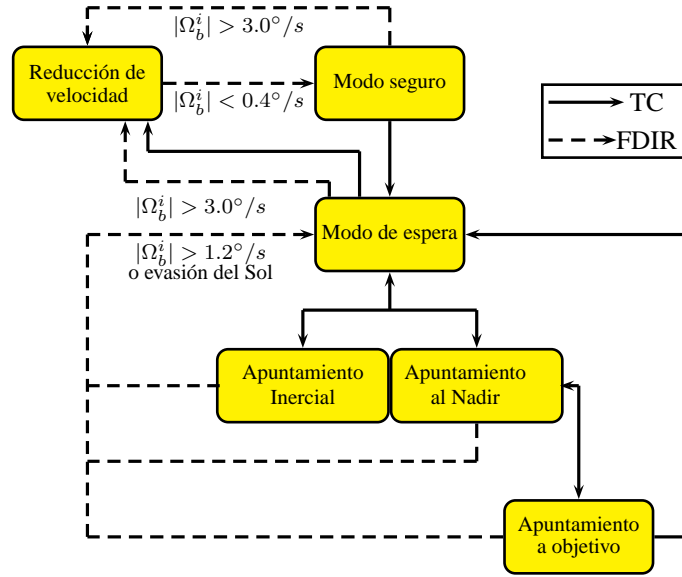 |Ω_b^i| > 3.0°/s
Reducción de
velocidad
Modo seguro
|Ω_b^i| < 0.4°/s
TC
FDIR
|Ω_b^i| > 3.0°/s
Modo de espera
|Ω_b^i| > 1.2°/s
o evasión del Sol
Apuntamiento
Inercial
Apuntamiento
al Nadir
Apuntamiento
a objetivo